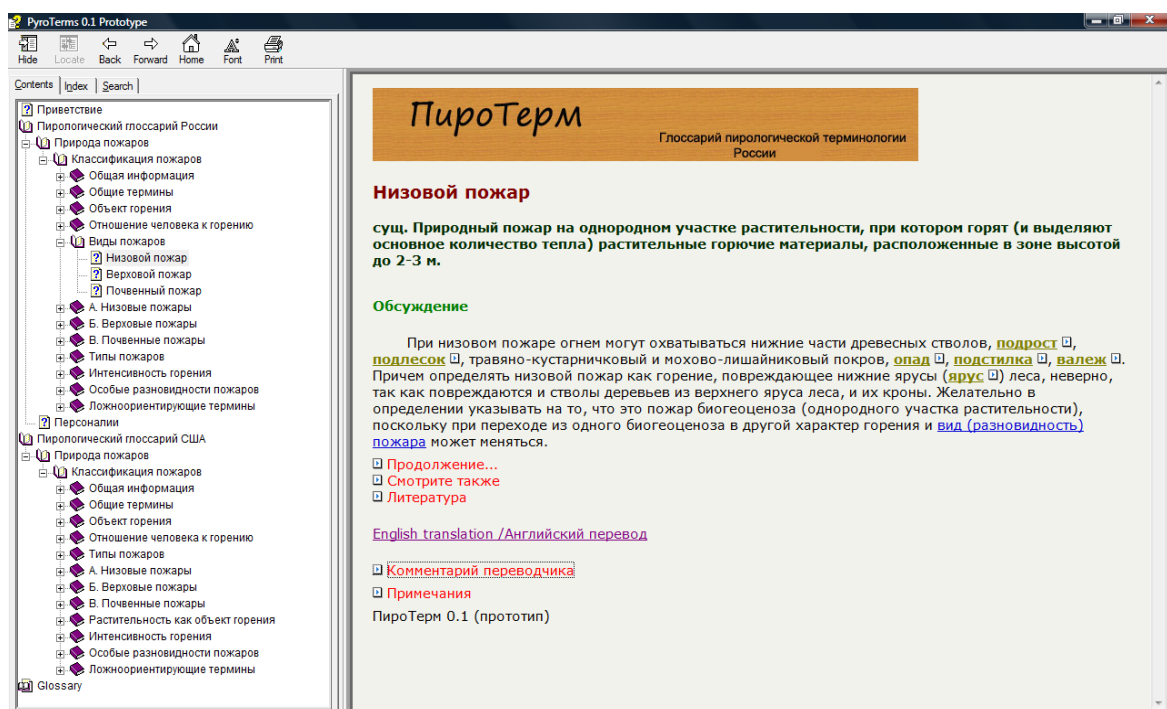 PyroTerms 0.1 Prototype
Hide Locate Back Forward Home Font Print
Contents Index Search
Приветствие
Пирологический глоссарий России
Природа пожаров
Классификация пожаров
Общая информация
Общие термины
Объект горения
Отношение человека к горению
Виды пожаров
Низовой пожар
Верховой пожар
Почвенный пожар
А. Низовые пожары
Б. Верховые пожары
В. Почвенные пожары
Типы пожаров
Интенсивность горения
Особые разновидности пожаров
Ложноориентирующие термины
Персоналии
Пирологический глоссарий США
Природа пожаров
Классификация пожаров
Общая информация
Общие термины
Объект горения
Отношение человека к горению
Типы пожаров
А. Низовые пожары
Б. Верховые пожары
В. Почвенные пожары
Растительность как объект горения
Интенсивность горения
Особые разновидности пожаров
Ложноориентирующие термины
Glossary
ПироТерм
Глоссарий пирологической терминологии
России
Низовой пожар
сущ. Природный пожар на однородном участке растительности, при котором горят (и выделяют
основное количество тепла) растительные горючие материалы, расположенные в зоне высотой
до 2-3 м.
Обсуждение
При низовом пожаре огнем могут охватываться нижние части древесных стволов, подрост,
подлесок, травяно-кустарничковый и мохово-лишайниковый покров, опад, подстилка, валеж.
Причем определять низовой пожар как горение, повреждающее нижние ярусы (ярус) леса, неверно,
так как повреждаются и стволы деревьев из верхнего яруса леса, и их кроны. Желательно в
определении указывать на то, что это пожар биогеоценоза (однородного участка растительности),
поскольку при переходе из одного биогеоценоза в другой характер горения и вид (разновидность)
пожара может меняться.
Продолжение...
Смотрите также
Литература
English translation /Английский перевод
Комментарий переводчика
Примечания
ПироТерм 0.1 (прототип)